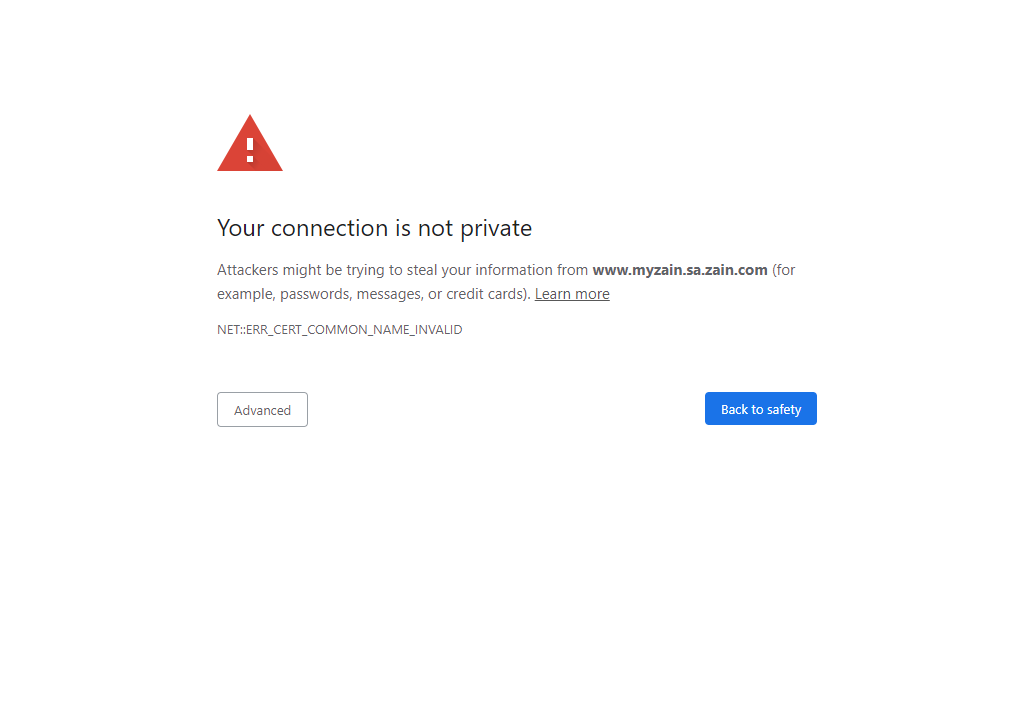 Your connection is not private
Attackers might be trying to steal your information from www.myzain.sa.zain.com (for
example, passwords, messages, or credit cards). Learn more
NET::ERR_CERT_COMMON_NAME_INVALID
Advanced
Back to safety